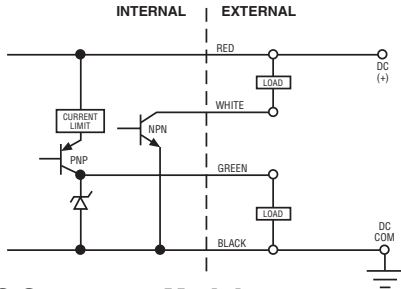 INTERNAL EXTERNAL
RED
DC
(+)
LOAD
WHITE
CURRENT
LIMIT
NPN
PNP
GREEN
LOAD
DC
COM
BLACK